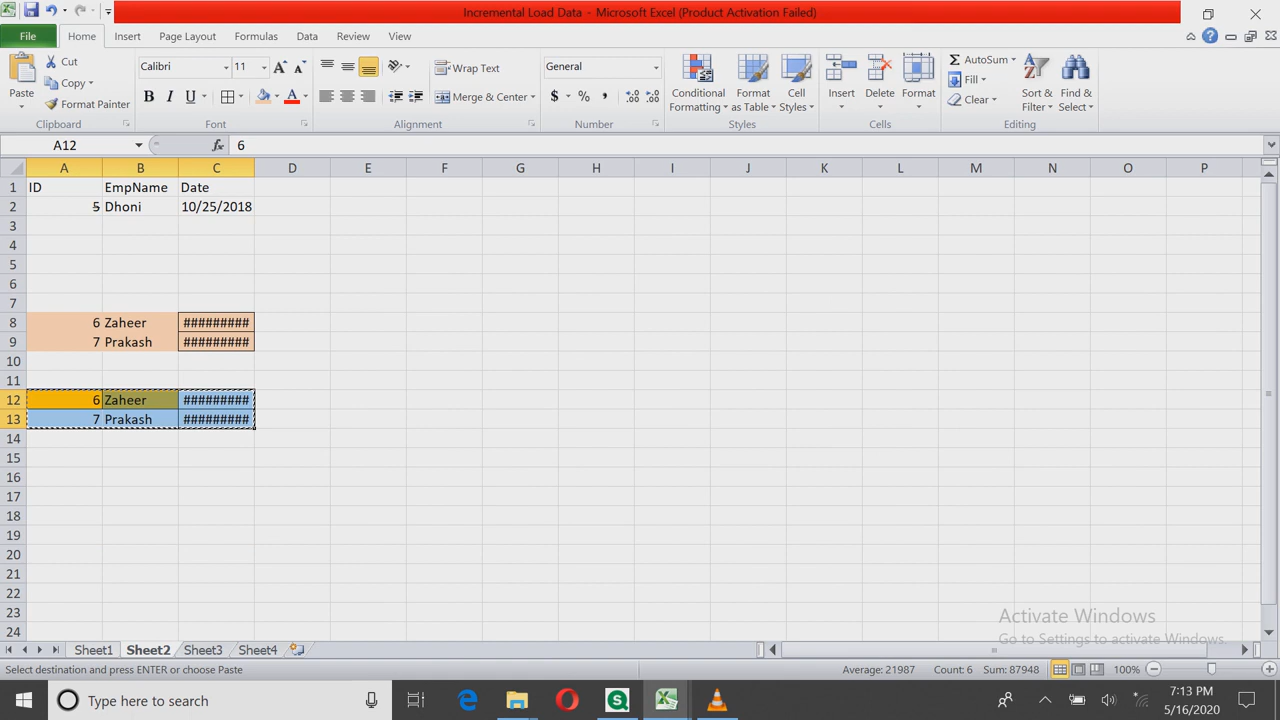 Incremental Load Data - Microsoft Excel (Product Activation Failed)
File Home Insert Page Layout Formulas Data Review View
Cut
Copy
Format Painter
Paste
Clipboard
Calibri 11
B I U A
Font
Wrap Text
Merge & Center
Alignment
General
$ % ,
Number
Conditional Formatting
Format as Table
Cell Styles
Styles
Insert Delete Format
Cells
AutoSum
Fill
Clear
Sort & Filter
Find & Select
Editing
A12 fx 6
A B C D E F G H I J K L M N O P
1 ID EmpName Date
2 5 Dhoni 10/25/2018
3
4
5
6
7
8 6 Zaheer #########
9 7 Prakash #########
10
11
12 6 Zaheer #########
13 7 Prakash #########
14
15
16
17
18
19
20
21
22
23
24
Activate Windows
Go to Settings to activate Windows.
Sheet1 Sheet2 Sheet3 Sheet4
Select destination and press ENTER or choose Paste Average: 21987 Count: 6 Sum: 87948 100%
Type here to search
7:13 PM
5/16/2020